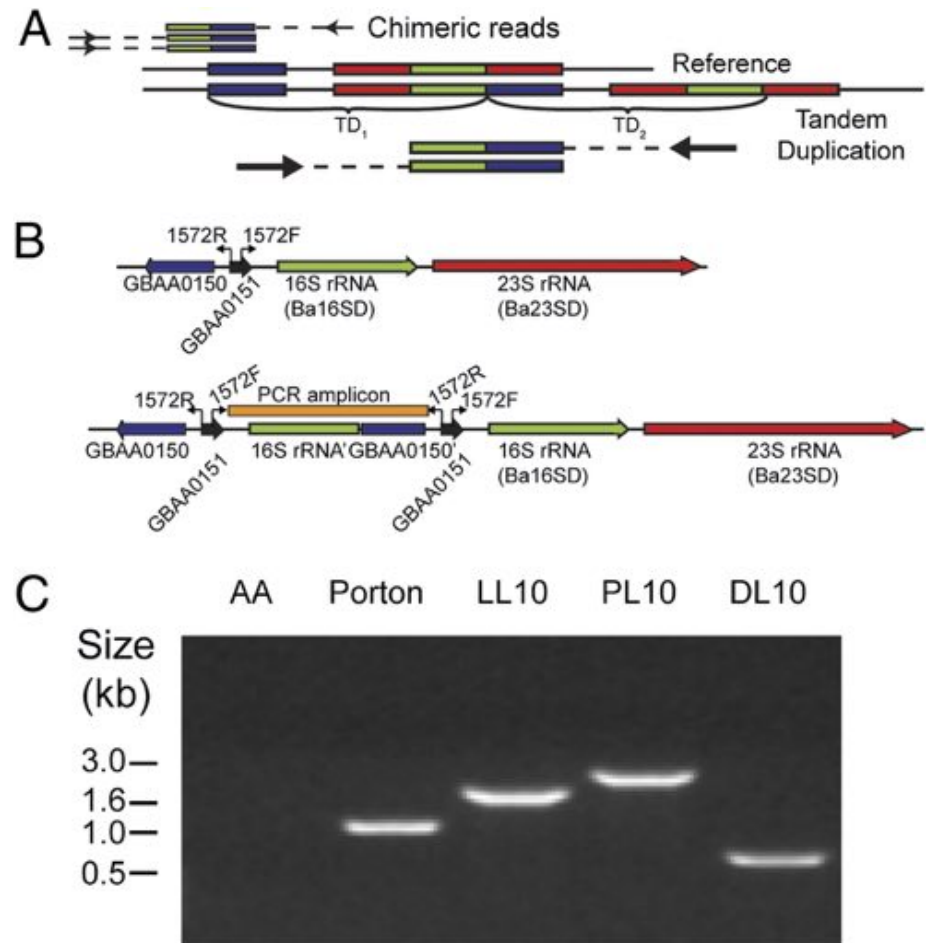 A
Chimeric reads
Reference
TD1
TD2
Tandem
Duplication
B
1572R
1572F
GBAA0150
GBAA0151
16S rRNA
(Ba16SD)
23S rRNA
(Ba23SD)
1572R
1572F
PCR amplicon
1572R
1572F
GBAA0150
GBAA0151
16S rRNA'
GBAA0150'
GBAA0151
16S rRNA
(Ba16SD)
23S rRNA
(Ba23SD)
C
AA Porton LL10 PL10 DL10
Size
(kb)
3.0
1.6
1.0
0.5